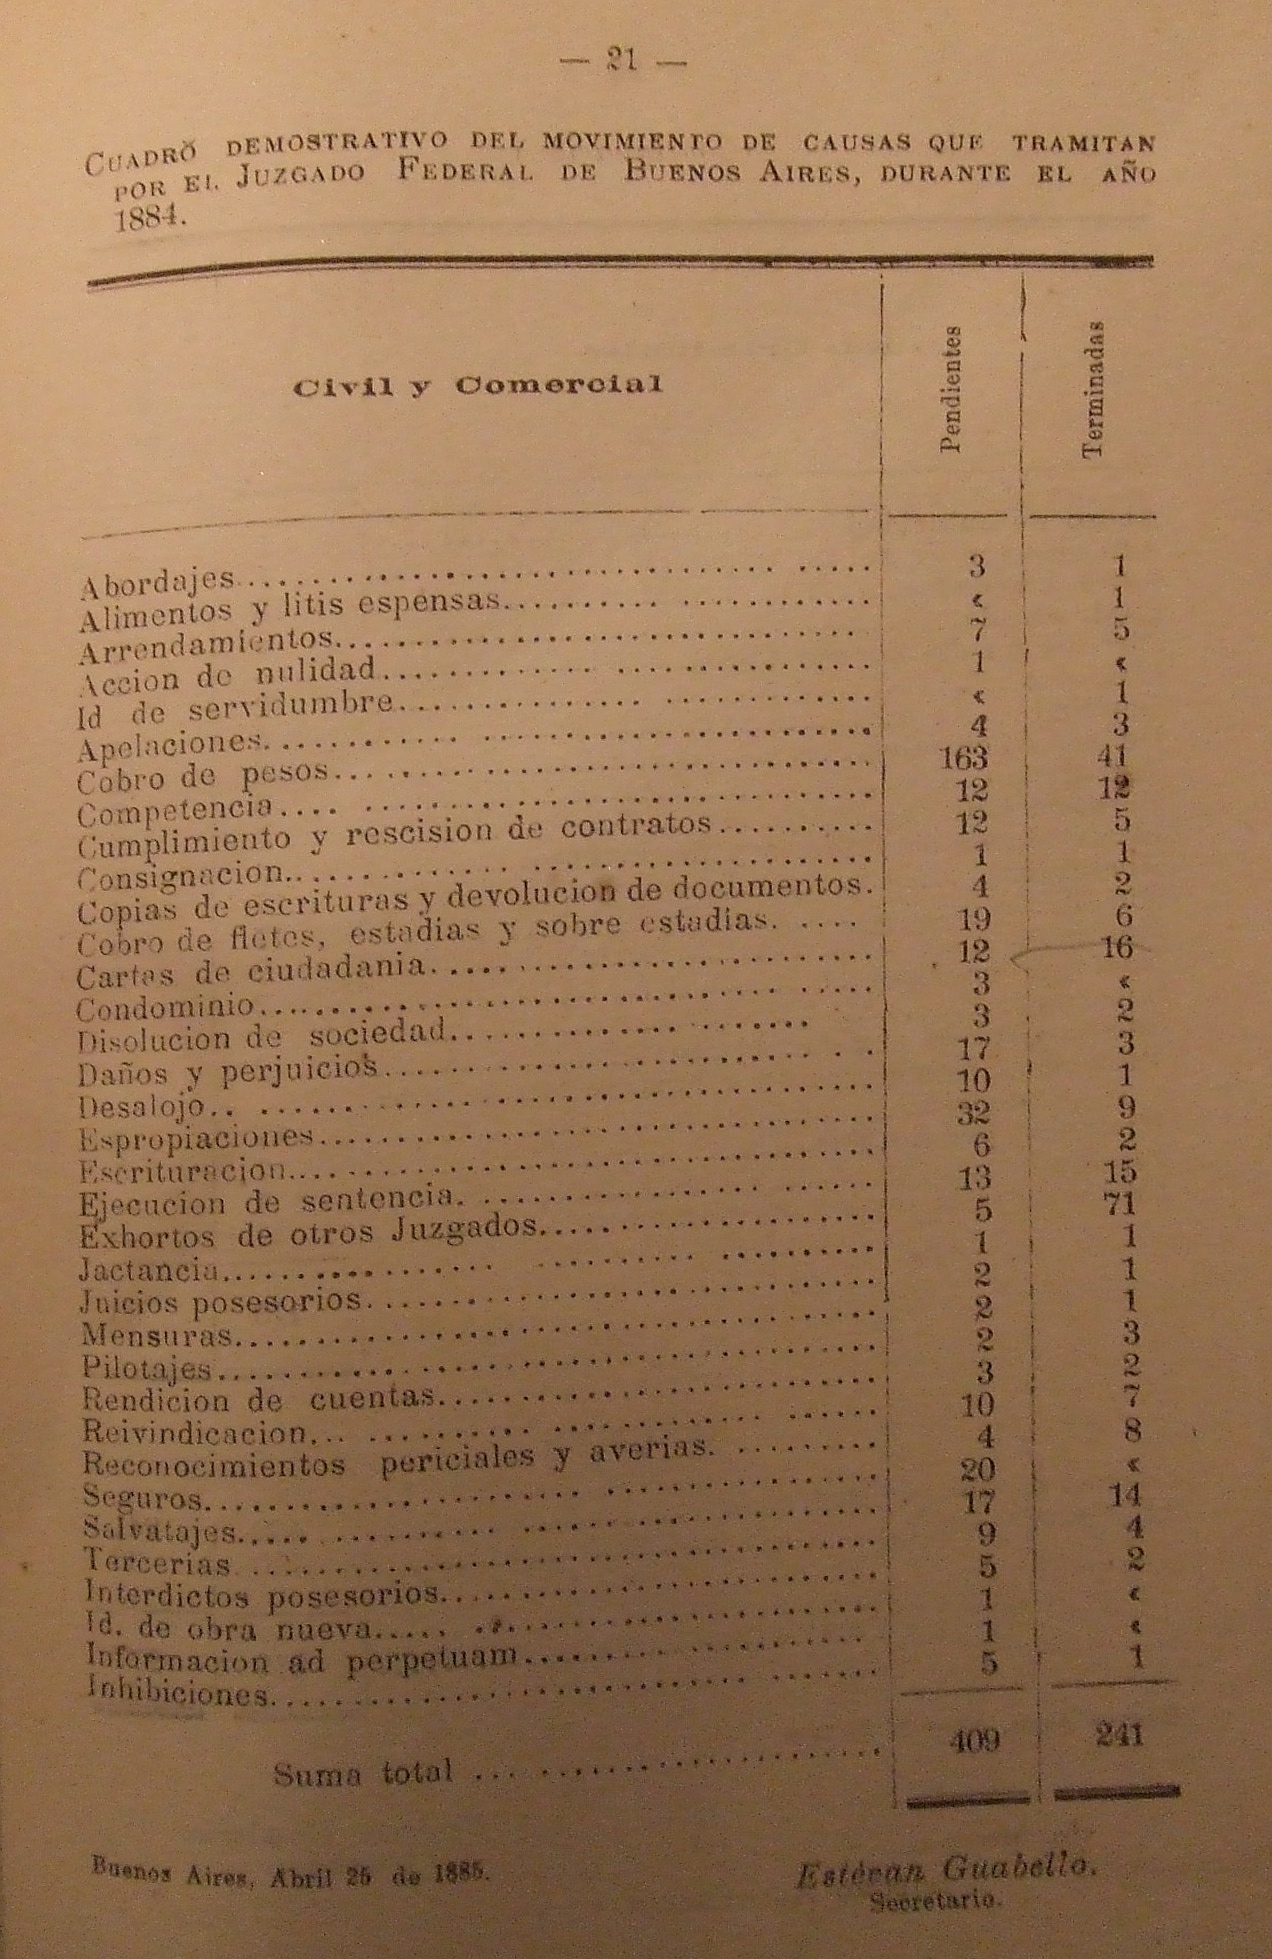 — 21 —
CUADRO DEMOSTRATIVO DEL MOVIMIENTO DE CAUSAS QUE TRAMITAN
POR EL JUZGADO FEDERAL DE BUENOS AIRES, DURANTE EL AÑO
1884.
Civil y Comercial Pendientes Terminadas
Abordajes.......... 3 1
Alimentos y litis espensas.......... « 1
Arrendamientos.......... 7 5
Accion de nulidad.......... 1 «
Id de servidumbre.......... « 1
Apelaciones.......... 4 3
Cobro de pesos.......... 163 41
Competencia.......... 12 12
Cumplimiento y rescision de contratos.......... 12 5
Consignacion.......... 1 1
Copias de escrituras y devolucion de documentos. 4 2
Cobro de fletes, estadias y sobre estadias...... 19 6
Cartas de ciudadania.......... 12 16
Condominio.......... 3 «
Disolucion de sociedad.......... 3 2
Daños y perjuicios.......... 17 3
Desalojo.......... 10 1
Espropiaciones.......... 32 9
Escrituracion.......... 6 2
Ejecucion de sentencia.......... 13 15
Exhortos de otros Juzgados.......... 5 71
Jactancia.......... 1 1
Juicios posesorios.......... 2 1
Mensuras.......... 2 1
Pilotajes.......... 2 3
Rendicion de cuentas.......... 3 2
Reivindicacion.......... 10 7
Reconocimientos periciales y averias.......... 4 8
Seguros.......... 20 «
Salvatajes.......... 17 14
Tercerias.......... 9 4
Interdictos posesorios.......... 5 2
Id. de obra nueva.......... 1 «
Informacion ad perpetuam.......... 1 «
Inhibiciones.......... 5 1
Suma total .......... 409 241
Buenos Aires, Abril 25 de 1885.
Estévan Guabello.
Secretario.